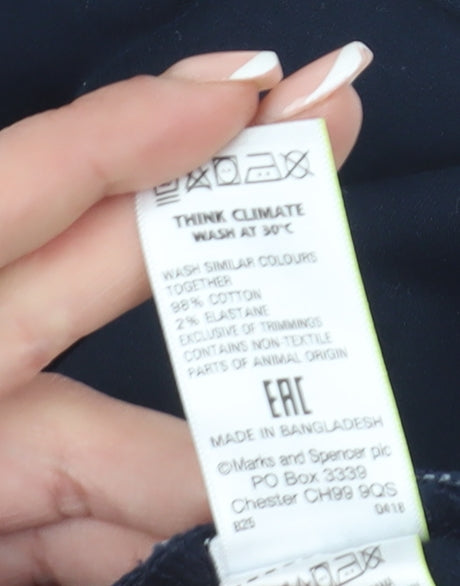 THINK CLIMATE
WASH AT 30°C
WASH SIMILAR COLOURS
TOGETHER
98% COTTON
2% ELASTANE
EXCLUSIVE OF TRIMMINGS
CONTAINS NON-TEXTILE
PARTS OF ANIMAL ORIGIN
EAC
MADE IN BANGLADESH
©Marks and Spencer plc
PO Box 3339
Chester CH99 9QS
825 0418